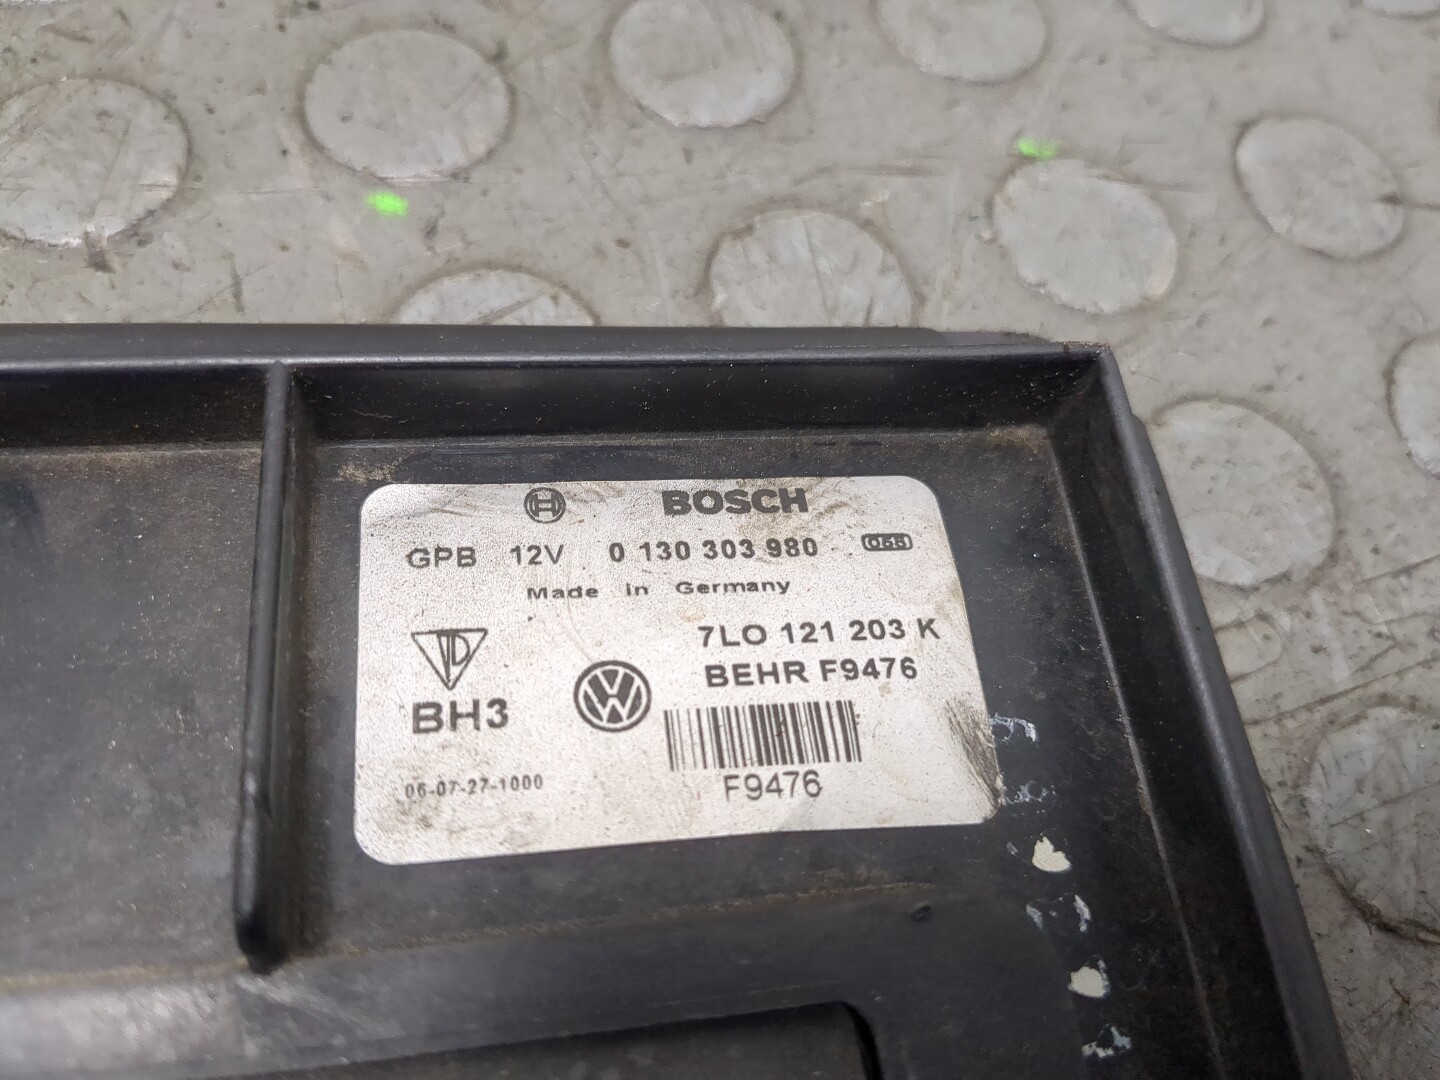 BOSCH
GPB 12V 0 130 303 980 058
Made in Germany
7LO 121 203 K
BEHR F9476
BH3
F9476
06-07-27-1000